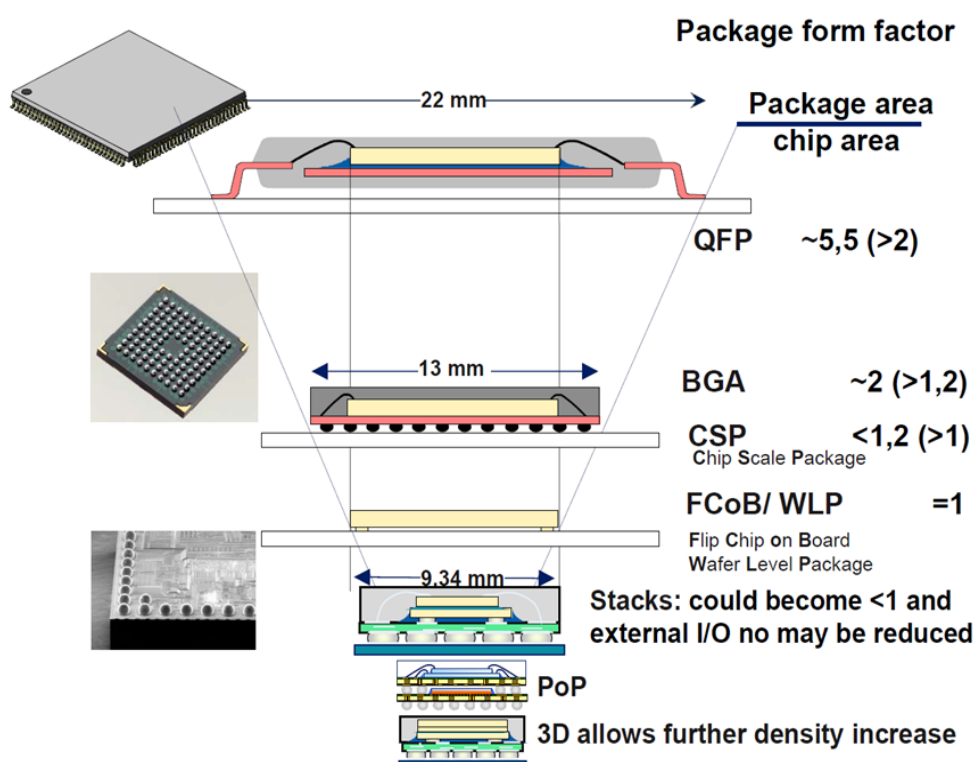 Package form factor
22 mm
Package area
chip area
QFP ~5,5 (>2)
13 mm
BGA ~2 (>1,2)
CSP <1,2 (>1)
Chip Scale Package
FCoB/ WLP =1
Flip Chip on Board
Wafer Level Package
9,34 mm
Stacks: could become <1 and
external I/O no may be reduced
PoP
3D allows further density increase